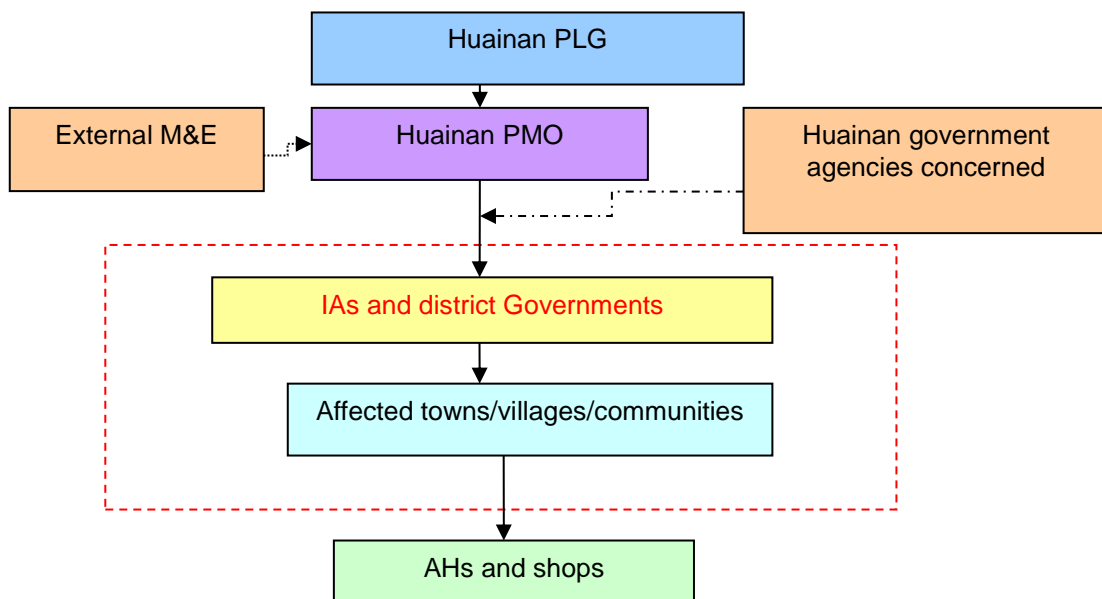 Huainan PLG
External M&E
Huainan PMO
Huainan government
agencies concerned
IAs and district Governments
Affected towns/villages/communities
AHs and shops